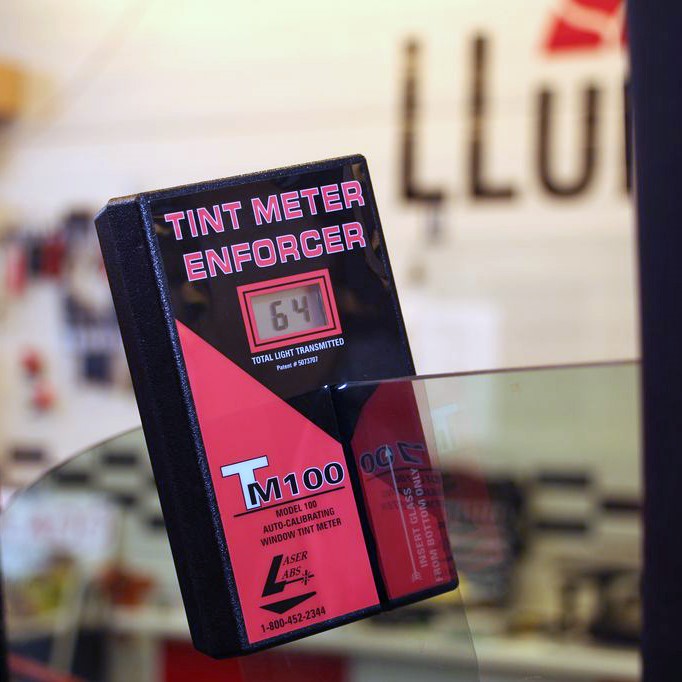 TINT METER
ENFORCER
64
TOTAL LIGHT TRANSMITTED
Patent # 5073707
TM100
MODEL 100
AUTO-CALIBRATING
WINDOW TINT METER
LASER
LABS
1-800-452-2344
INSERT GLASS
FROM BOTTOM ONLY